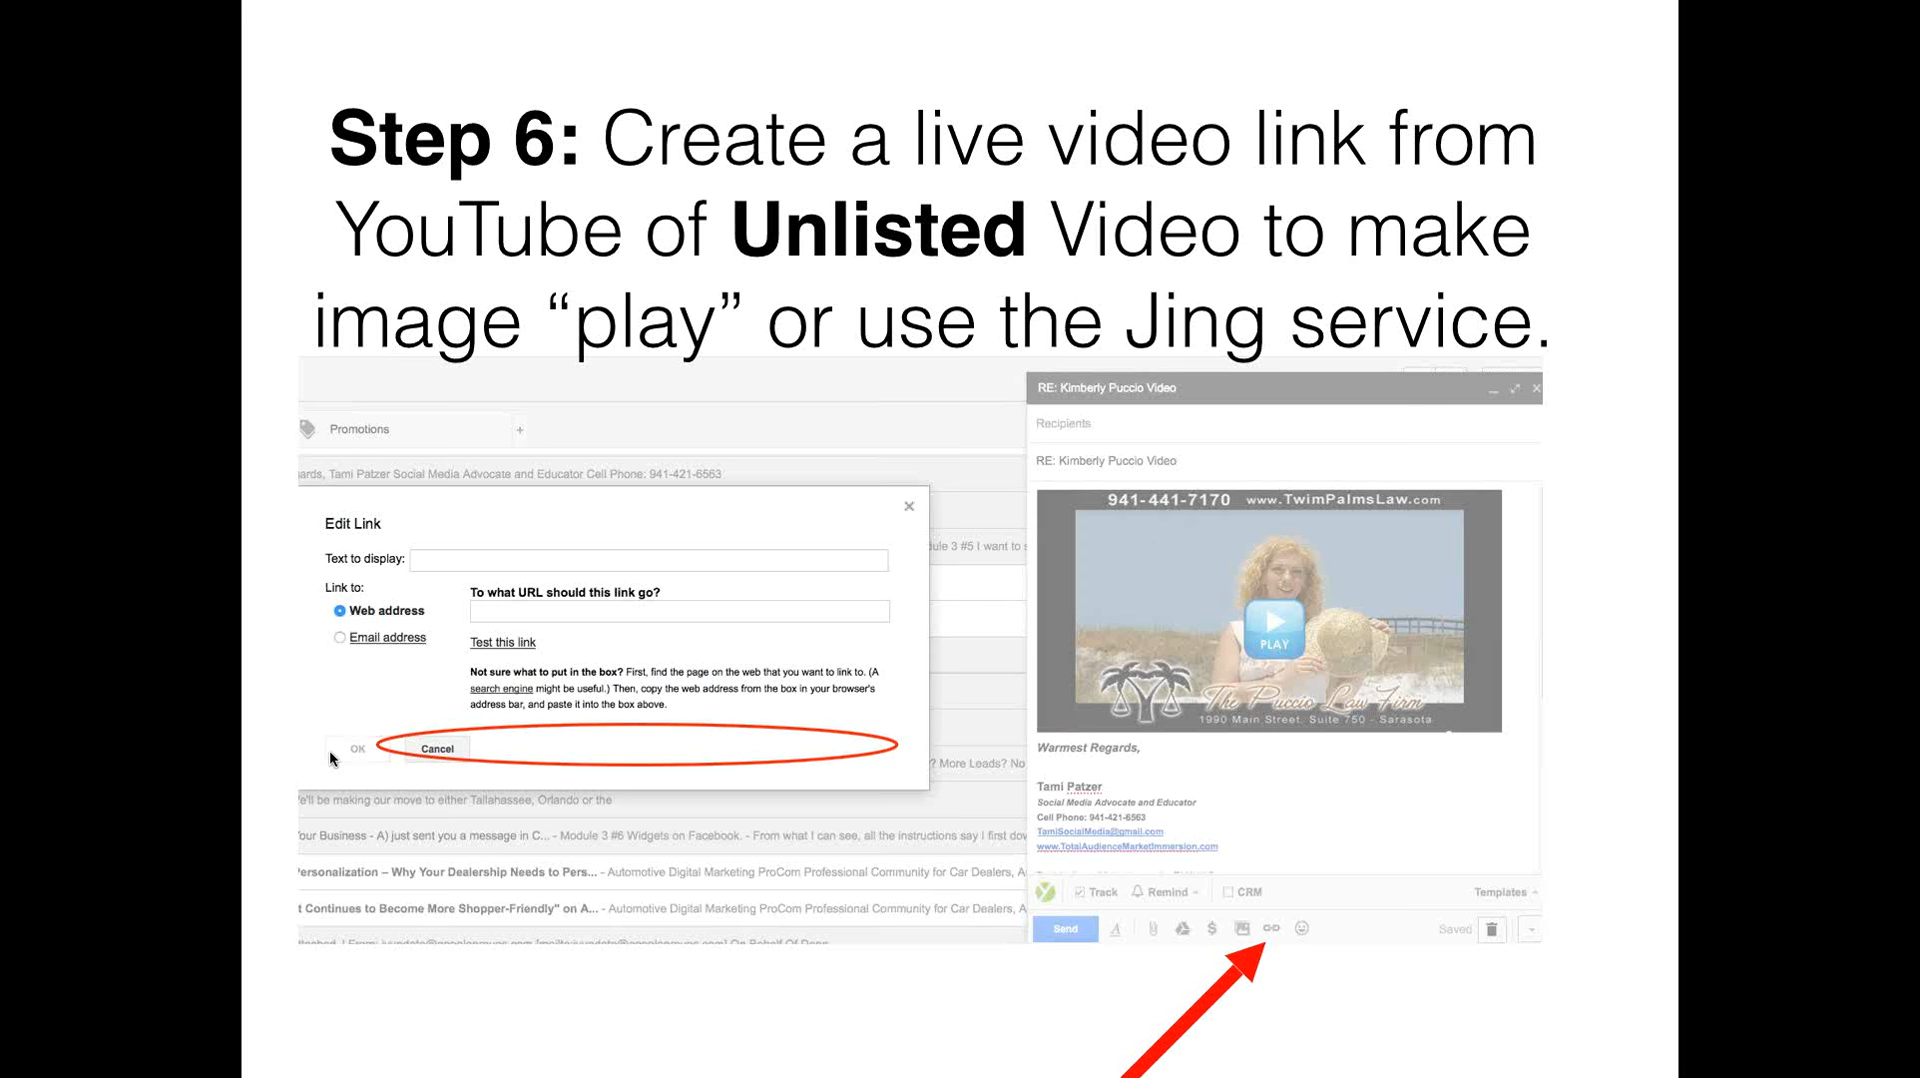 Step 6: Create a live video link from
YouTube of Unlisted Video to make
image “play” or use the Jing service.
Promotions
+
ards, Tami Patzer Social Media Advocate and Educator Cell Phone: 941-421-6563
Edit Link
Text to display:
Link to:
Web address
Email address
To what URL should this link go?
Test this link
Not sure what to put in the box? First, find the page on the web that you want to link to. (A
search engine might be useful.) Then, copy the web address from the box in your browser's
address bar, and paste it into the box above.
OK
Cancel
dule 3 #5 I want to s
? More Leads? No
e'll be making our move to either Tallahassee, Orlando or the
Your Business - A) just sent you a message in C... - Module 3 #6 Widgets on Facebook. - From what I can see, all the instructions say I first dow
Personalization – Why Your Dealership Needs to Pers... - Automotive Digital Marketing ProCom Professional Community for Car Dealers, A
t Continues to Become More Shopper-Friendly" on A... - Automotive Digital Marketing ProCom Professional Community for Car Dealers, A
RE: Kimberly Puccio Video
Recipients
RE: Kimberly Puccio Video
941-441-7170 www.TwimPalmsLaw.com
PLAY
The Puccio Law Firm
1990 Main Street, Suite 750 - Sarasota
Warmest Regards,
Tami Patzer
Social Media Advocate and Educator
Cell Phone: 941-421-6563
TamiSocialMedia@gmail.com
www.TotalAudienceMarketImmersion.com
Track Remind CRM Templates
Send Saved